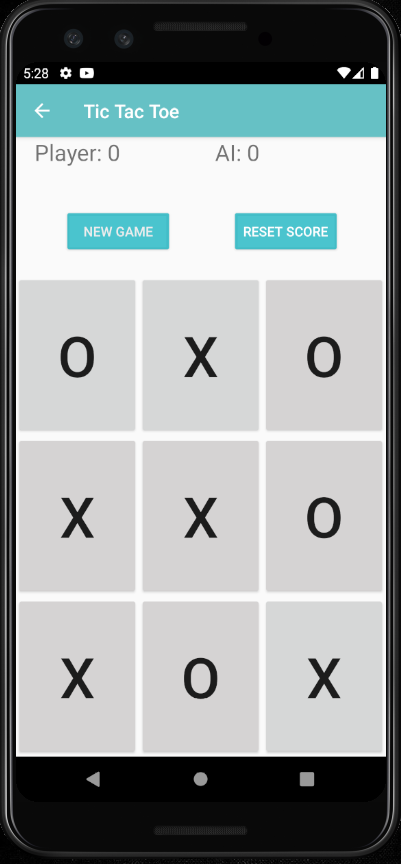 5:28
Tic Tac Toe
Player: 0 AI: 0
NEW GAME RESET SCORE
O X O
X X O
X O X